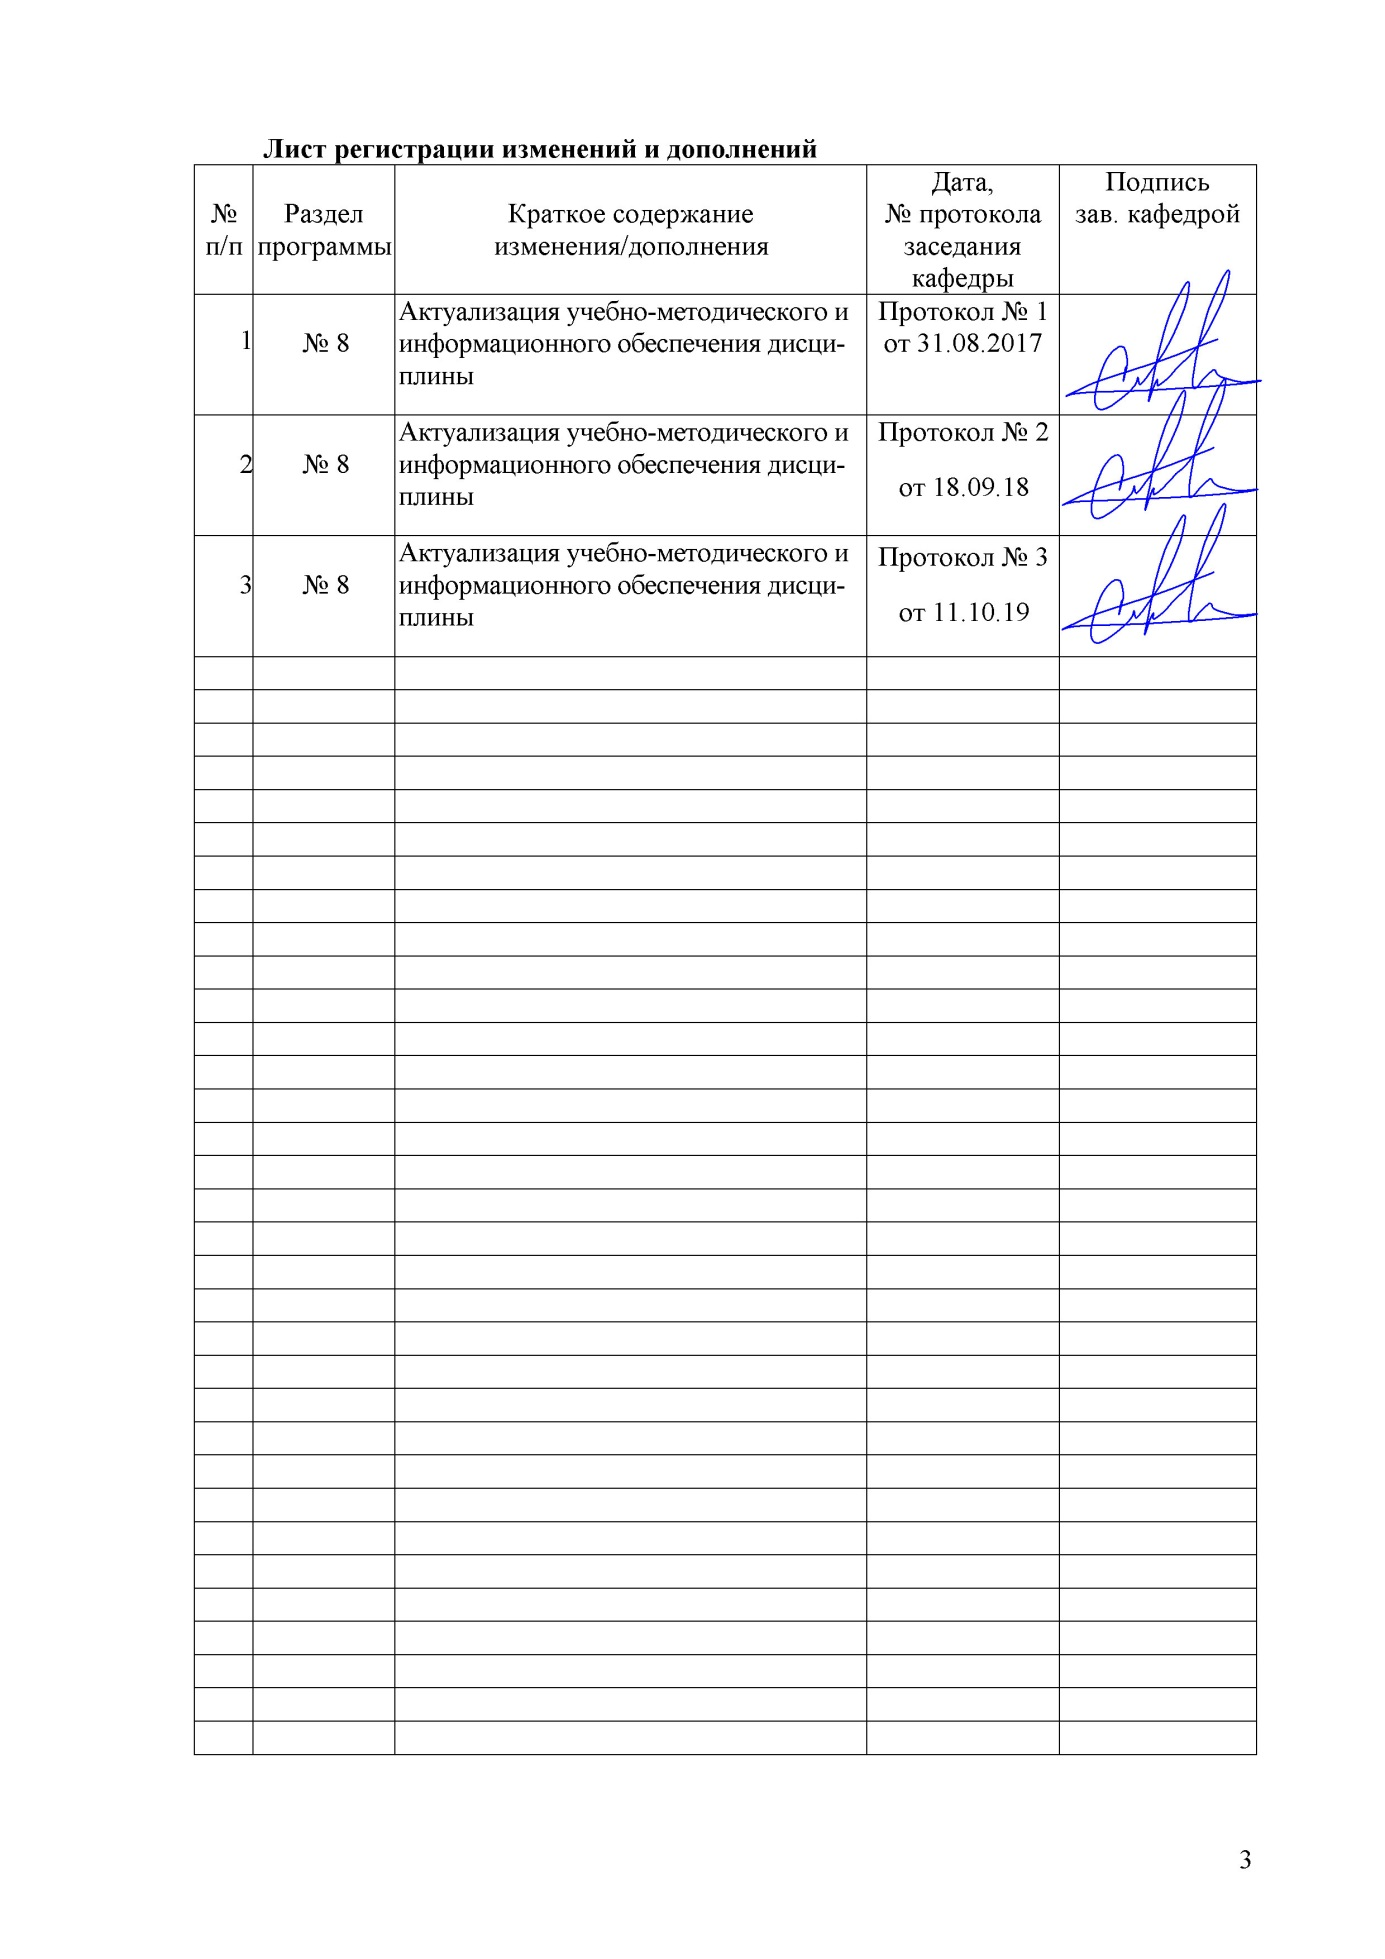 Лист регистрации изменений и дополнений
№
п/п
Раздел
программы
Краткое содержание
изменения/дополнения
Дата,
№ протокола
заседания
кафедры
Подпись
зав. кафедрой
1
№ 8
Актуализация учебно-методического и
информационного обеспечения дисци-
плины
Протокол № 1
от 31.08.2017
2
№ 8
Актуализация учебно-методического и
информационного обеспечения дисци-
плины
Протокол № 2
от 18.09.18
3
№ 8
Актуализация учебно-методического и
информационного обеспечения дисци-
плины
Протокол № 3
от 11.10.19
3